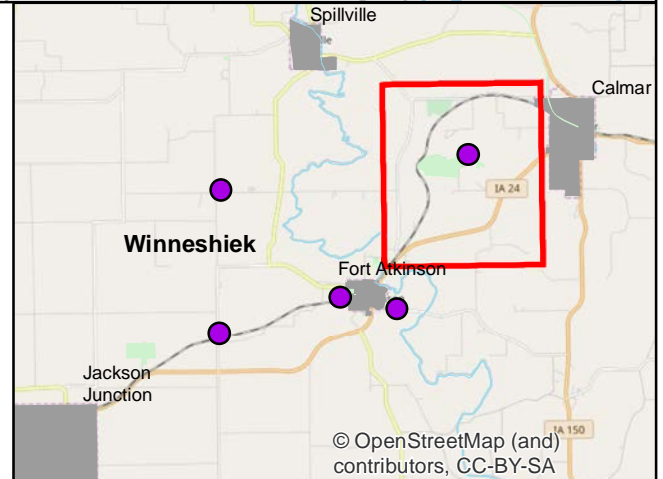 Spillville
Calmar
IA 24
Winneshiek
Fort Atkinson
Jackson
Junction
IA 150
© OpenStreetMap (and)
contributors, CC-BY-SA